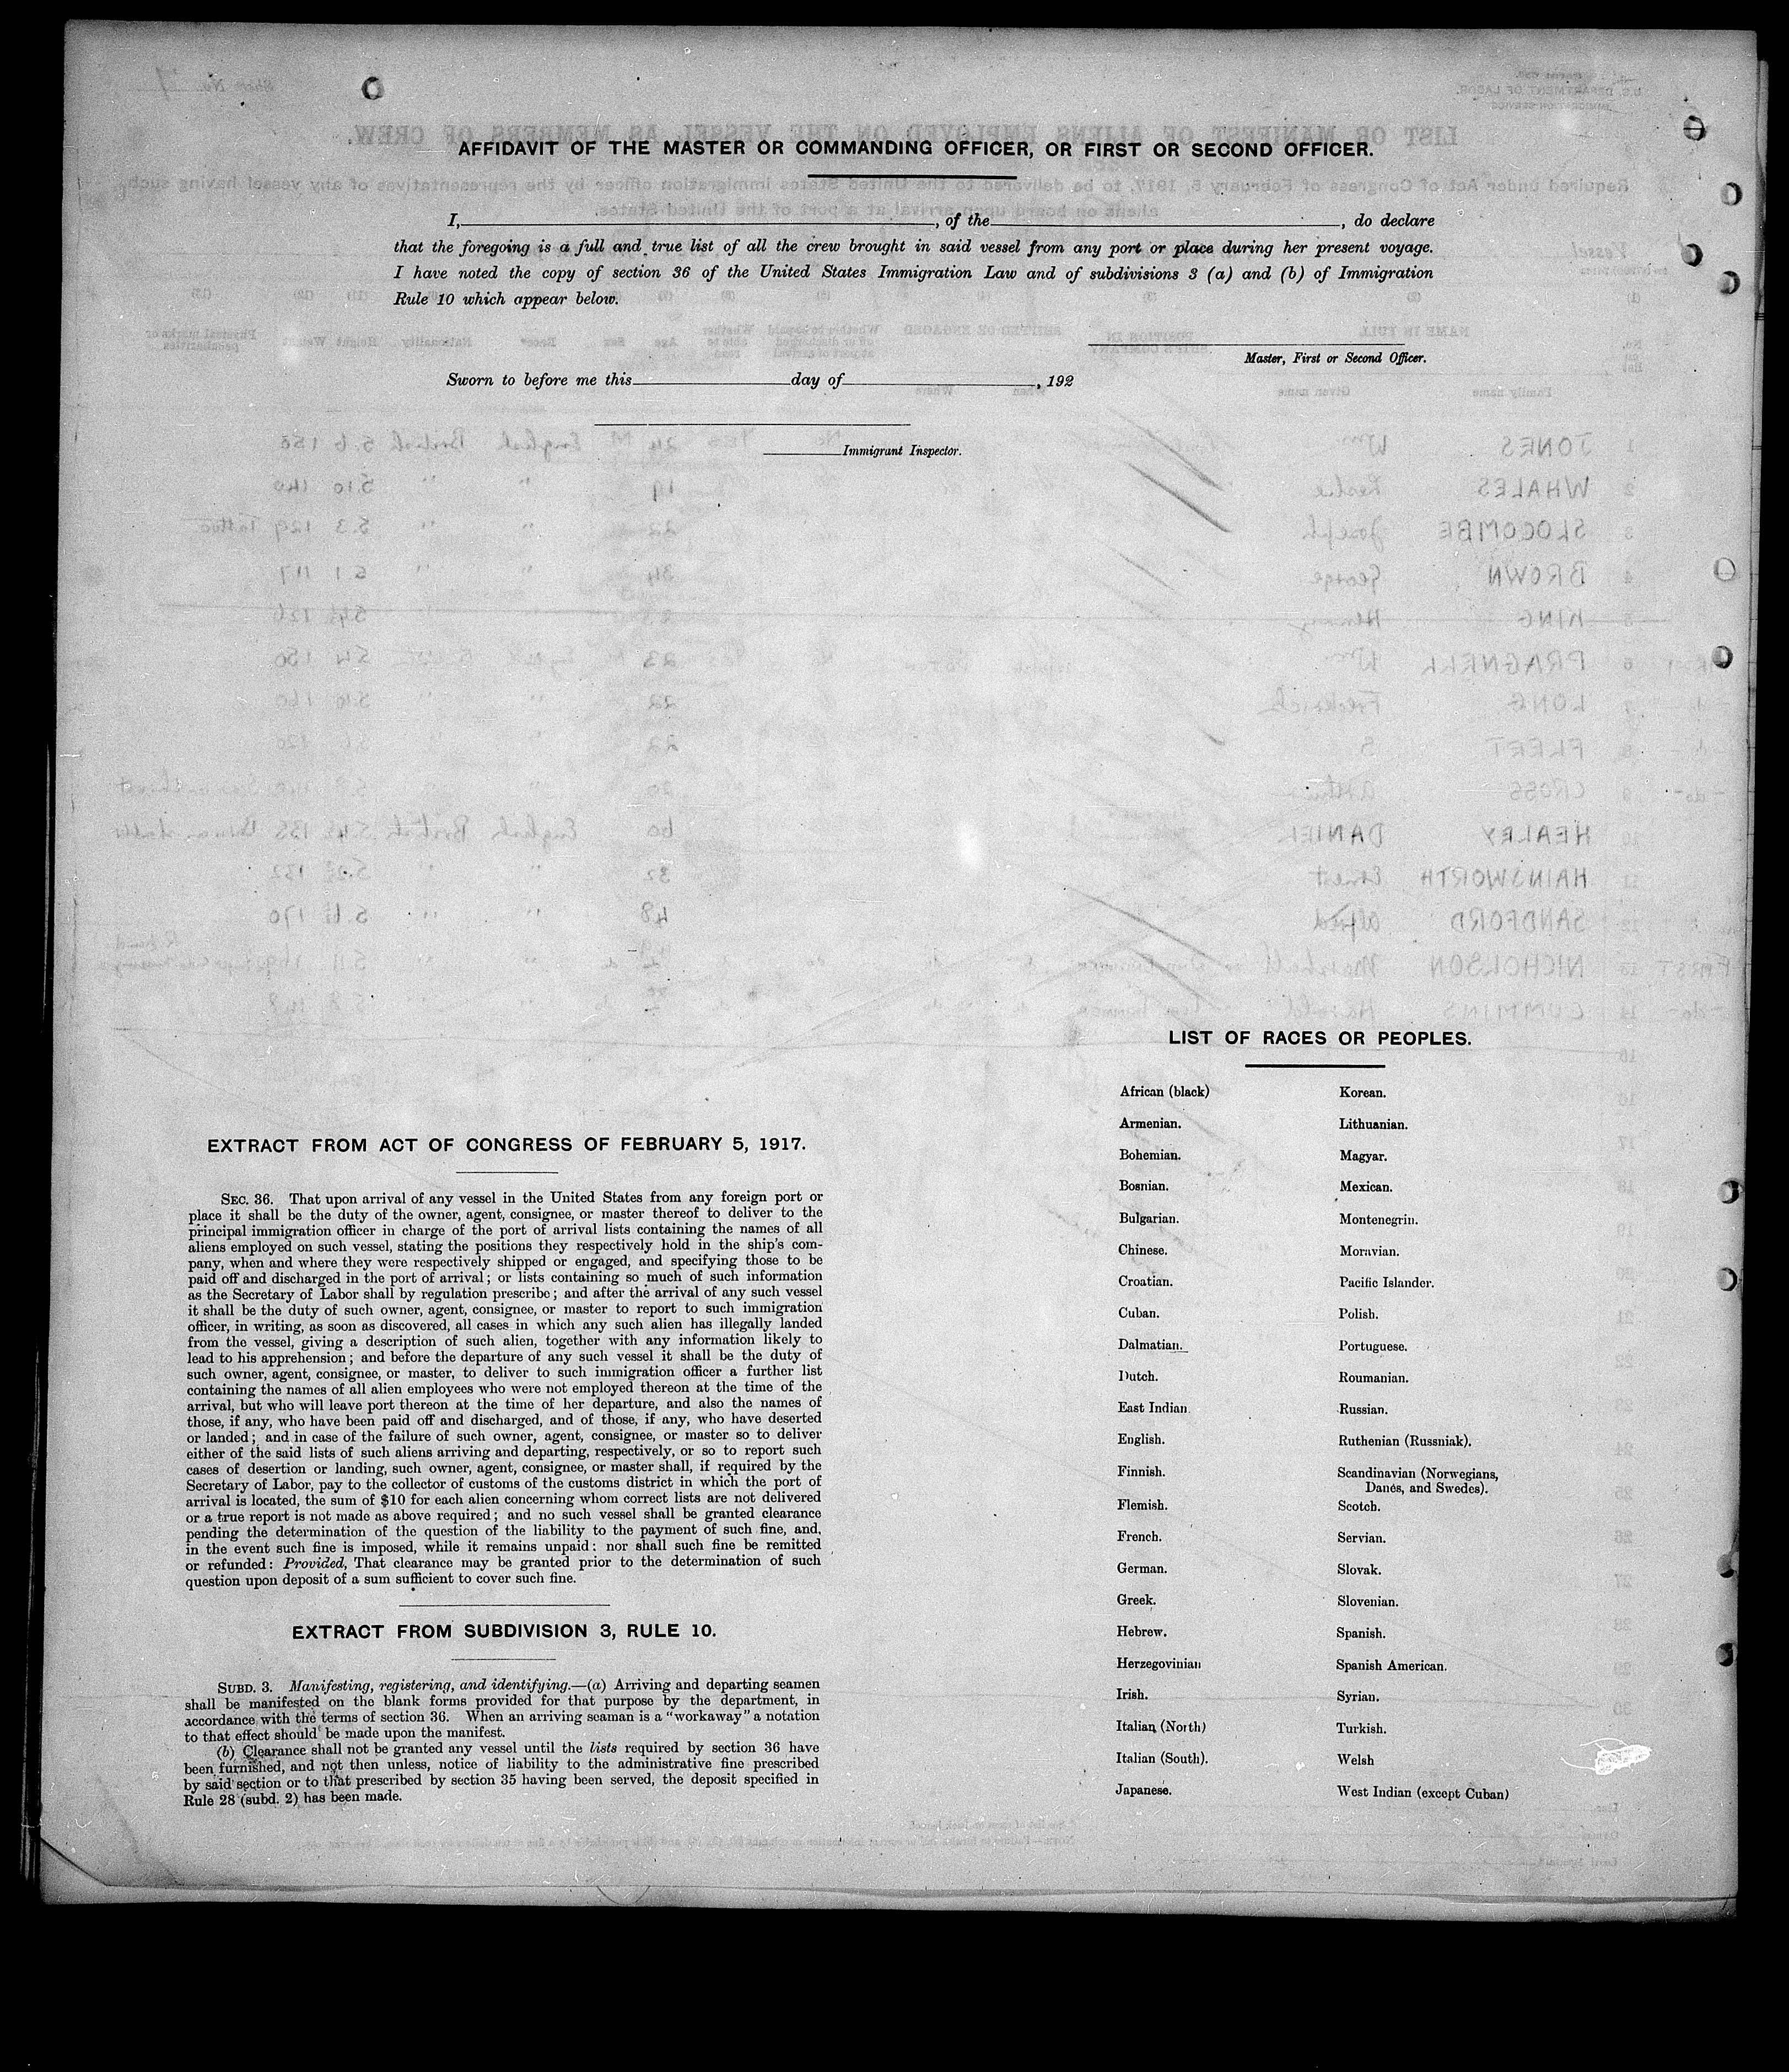 AFFIDAVIT OF THE MASTER OR COMMANDING OFFICER, OR FIRST OR SECOND OFFICER.
I, , of the , do declare
that the foregoing is a full and true list of all the crew brought in said vessel from any port or place during her present voyage.
I have noted the copy of section 36 of the United States Immigration Law and of subdivisions 3 (a) and (b) of Immigration
Rule 10 which appear below.
Master, First or Second Officer.
Sworn to before me this day of , 192
Immigrant Inspector.
EXTRACT FROM ACT OF CONGRESS OF FEBRUARY 5, 1917.
SEC. 36. That upon arrival of any vessel in the United States from any foreign port or
place it shall be the duty of the owner, agent, consignee, or master thereof to deliver to the
principal immigration officer in charge of the port of arrival lists containing the names of all
aliens employed on such vessel, stating the positions they respectively hold in the ship's com-
pany, when and where they were respectively shipped or engaged, and specifying those to be
paid off and discharged in the port of arrival; or lists containing so much of such information
as the Secretary of Labor shall by regulation prescribe; and after the arrival of any such vessel
it shall be the duty of such owner, agent, consignee, or master to report to such immigration
officer, in writing, as soon as discovered, all cases in which any such alien has illegally landed
from the vessel, giving a description of such alien, together with any information likely to
lead to his apprehension; and before the departure of any such vessel it shall be the duty of
such owner, agent, consignee, or master, to deliver to such immigration officer a further list
containing the names of all alien employees who were not employed thereon at the time of the
arrival, but who will leave port thereon at the time of her departure, and also the names of
those, if any, who have been paid off and discharged, and of those, if any, who have deserted
or landed; and in case of the failure of such owner, agent, consignee, or master so to deliver
either of the said lists of such aliens arriving and departing, respectively, or so to report such
cases of desertion or landing, such owner, agent, consignee, or master shall, if required by the
Secretary of Labor, pay to the collector of customs of the customs district in which the port of
arrival is located, the sum of $10 for each alien concerning whom correct lists are not delivered
or a true report is not made as above required; and no such vessel shall be granted clearance
pending the determination of the question of the liability to the payment of such fine, and,
in the event such fine is imposed, while it remains unpaid; nor shall such fine be remitted
or refunded: Provided, That clearance may be granted prior to the determination of such
question upon deposit of a sum sufficient to cover such fine.
EXTRACT FROM SUBDIVISION 3, RULE 10.
SUBD. 3. Manifesting, registering, and identifying.—(a) Arriving and departing seamen
shall be manifested on the blank forms provided for that purpose by the department, in
accordance with the terms of section 36. When an arriving seaman is a "workaway" a notation
to that effect should be made upon the manifest.
(b) Clearance shall not be granted any vessel until the lists required by section 36 have
been furnished, and not then unless, notice of liability to the administrative fine prescribed
by said section or to that prescribed by section 35 having been served, the deposit specified in
Rule 28 (subd. 2) has been made.
LIST OF RACES OR PEOPLES.
African (black)
Armenian.
Bohemian.
Bosnian.
Bulgarian.
Chinese.
Croatian.
Cuban.
Dalmatian.
Dutch.
East Indian
English.
Finnish.
Flemish.
French.
German.
Greek.
Hebrew.
Herzegovinian
Irish.
Italian (North)
Italian (South).
Japanese.
Korean.
Lithuanian.
Magyar.
Mexican.
Montenegrin.
Moravian.
Pacific Islander.
Polish.
Portuguese.
Roumanian.
Russian.
Ruthenian (Russniak).
Scandinavian (Norwegians,
Danes, and Swedes).
Scotch.
Servian.
Slovak.
Slovenian.
Spanish.
Spanish American.
Syrian.
Turkish.
Welsh
West Indian (except Cuban)